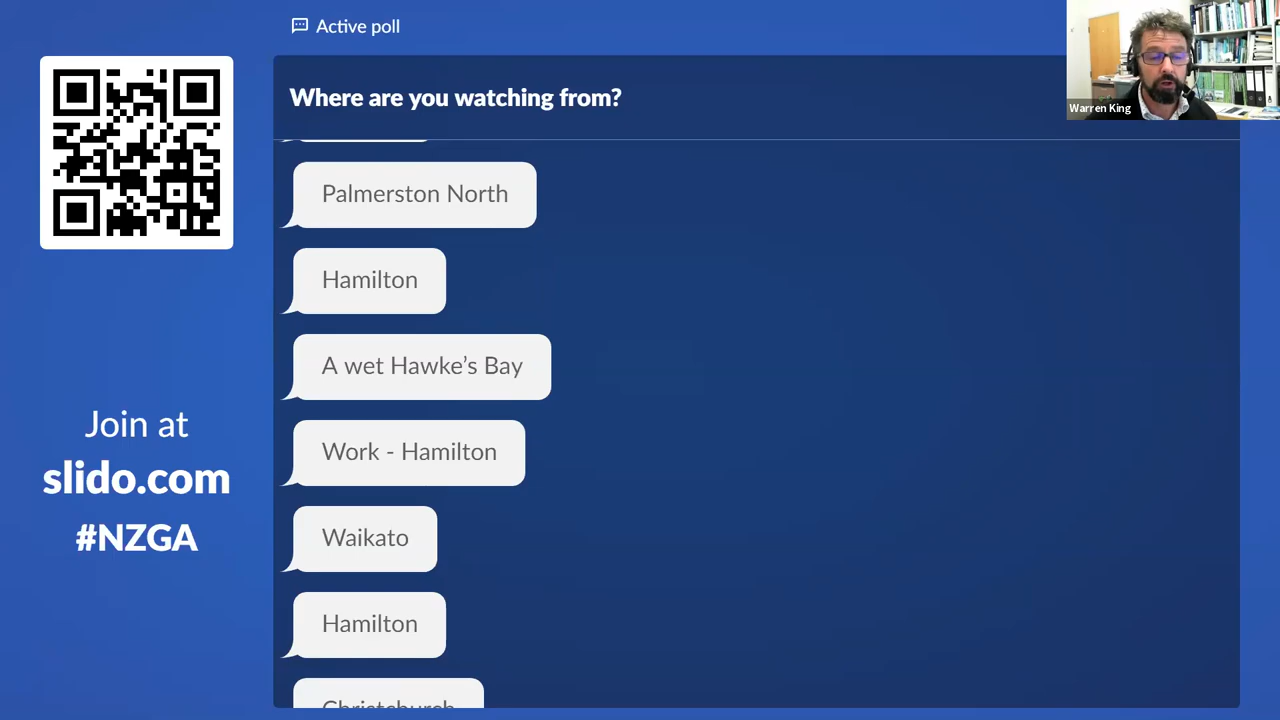 Active poll
Where are you watching from?
Warren King
Palmerston North
Hamilton
A wet Hawke’s Bay
Work - Hamilton
Waikato
Hamilton
Christchurch
Join at
slido.com
#NZGA